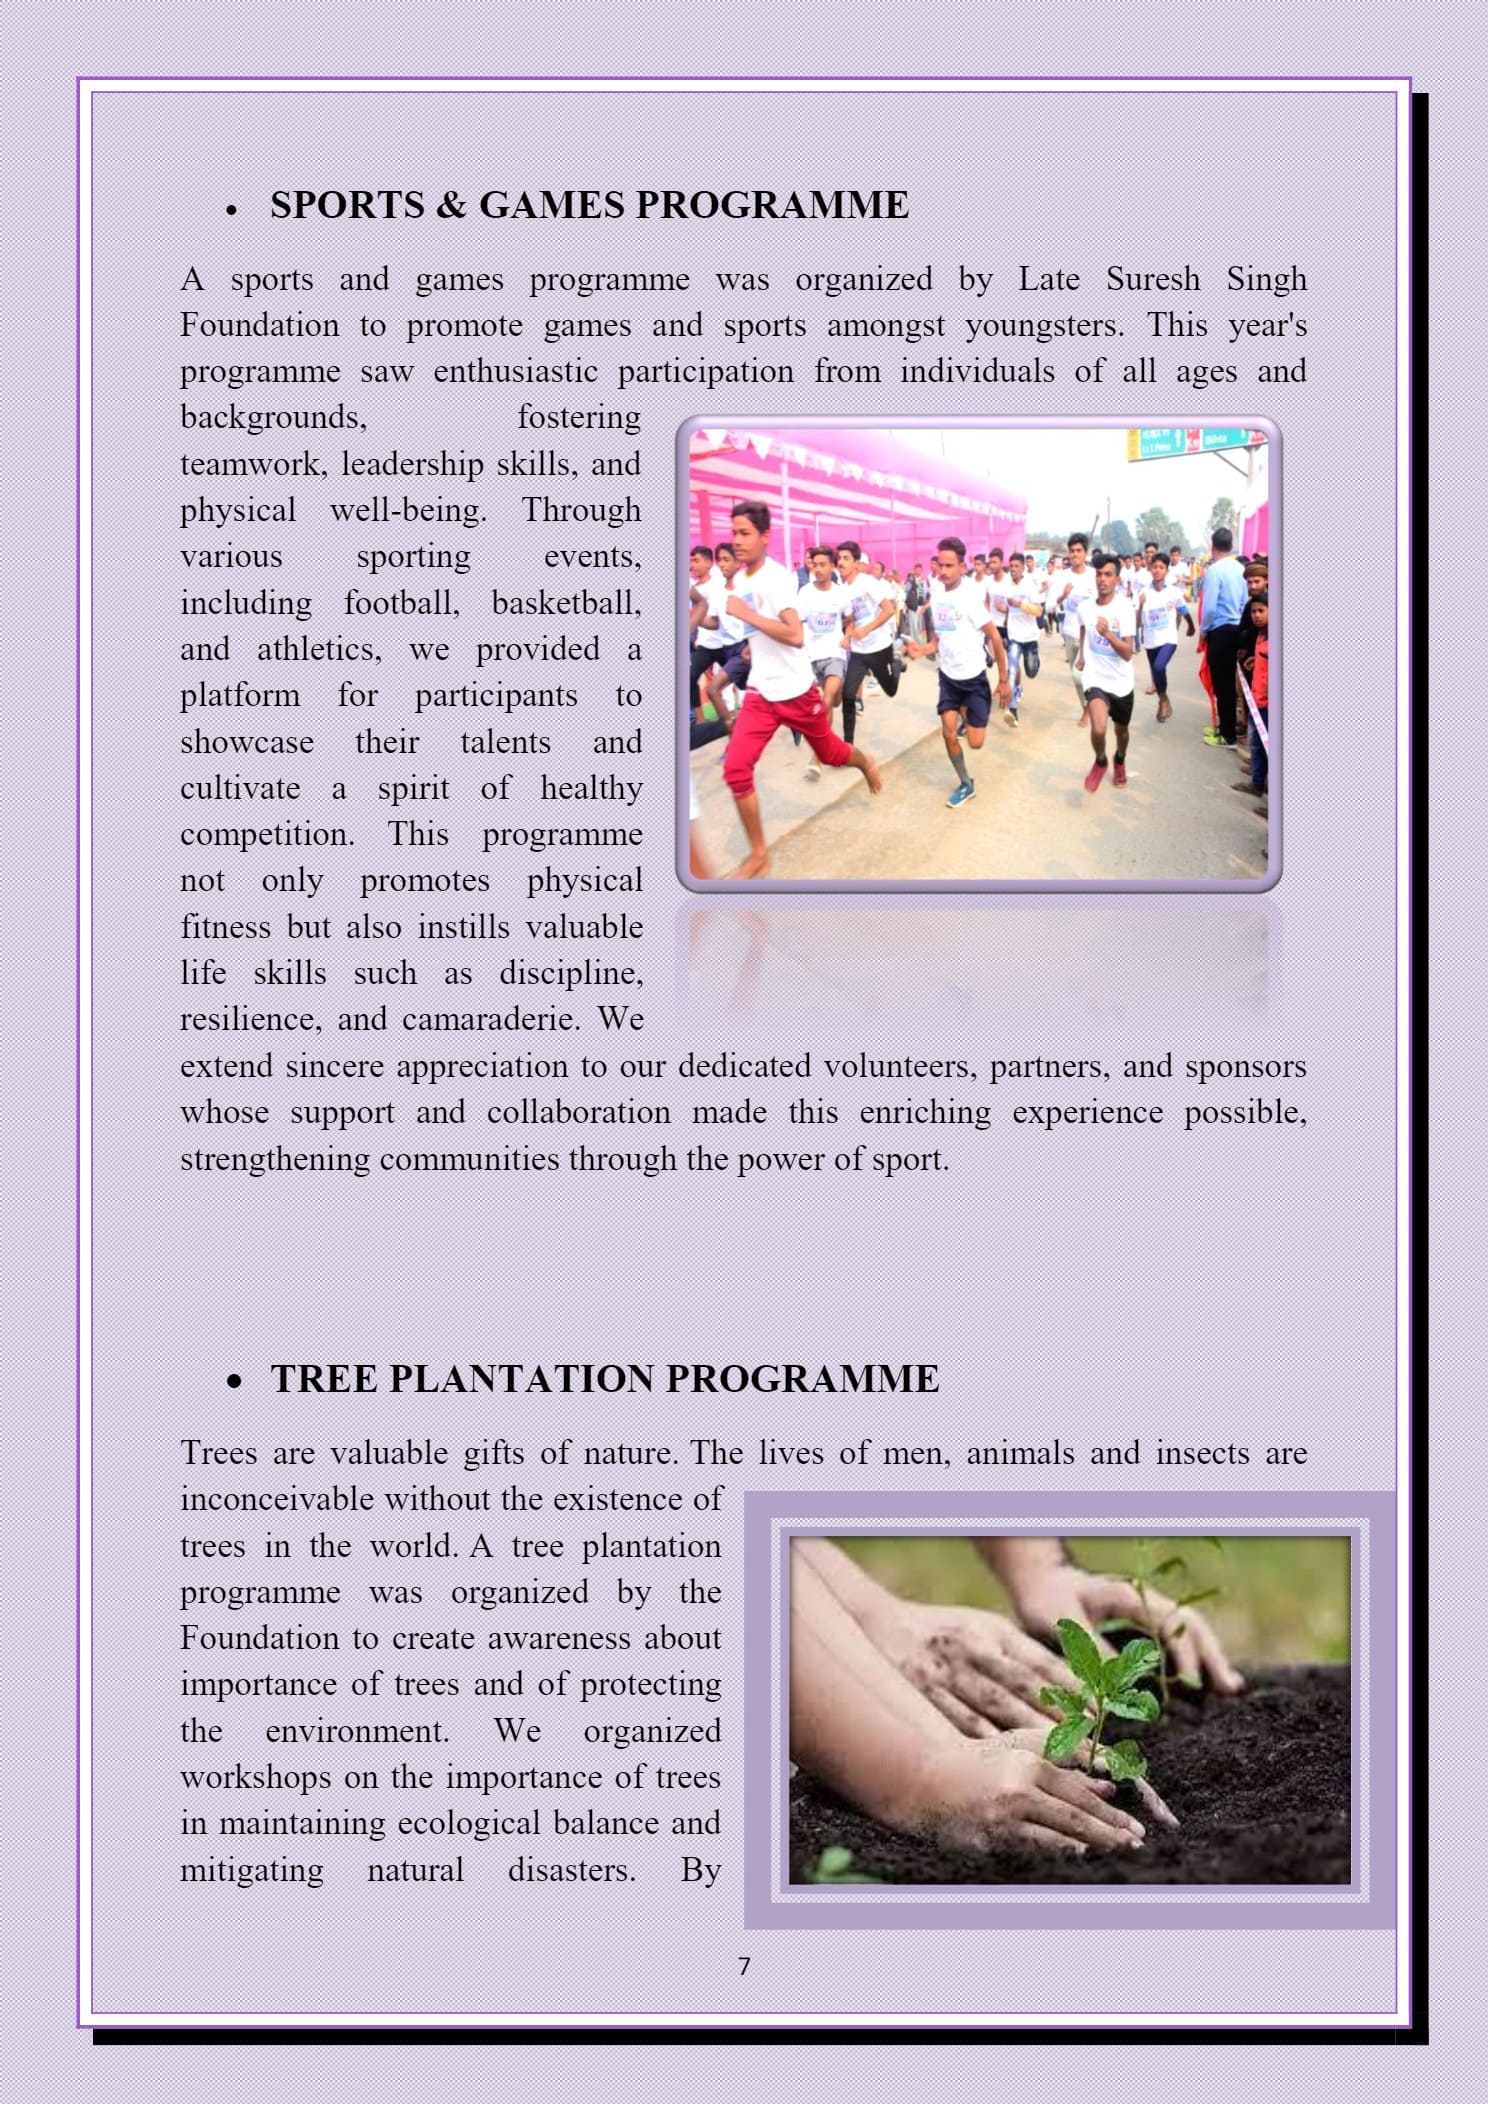 • SPORTS & GAMES PROGRAMME
A sports and games programme was organized by Late Suresh Singh
Foundation to promote games and sports amongst youngsters. This year's
programme saw enthusiastic participation from individuals of all ages and
backgrounds, fostering
teamwork, leadership skills, and
physical well-being. Through
various sporting events,
including football, basketball,
and athletics, we provided a
platform for participants to
showcase their talents and
cultivate a spirit of healthy
competition. This programme
not only promotes physical
fitness but also instills valuable
life skills such as discipline,
resilience, and camaraderie. We
extend sincere appreciation to our dedicated volunteers, partners, and sponsors
whose support and collaboration made this enriching experience possible,
strengthening communities through the power of sport.
• TREE PLANTATION PROGRAMME
Trees are valuable gifts of nature. The lives of men, animals and insects are
inconceivable without the existence of
trees in the world. A tree plantation
programme was organized by the
Foundation to create awareness about
importance of trees and of protecting
the environment. We organized
workshops on the importance of trees
in maintaining ecological balance and
mitigating natural disasters. By
7